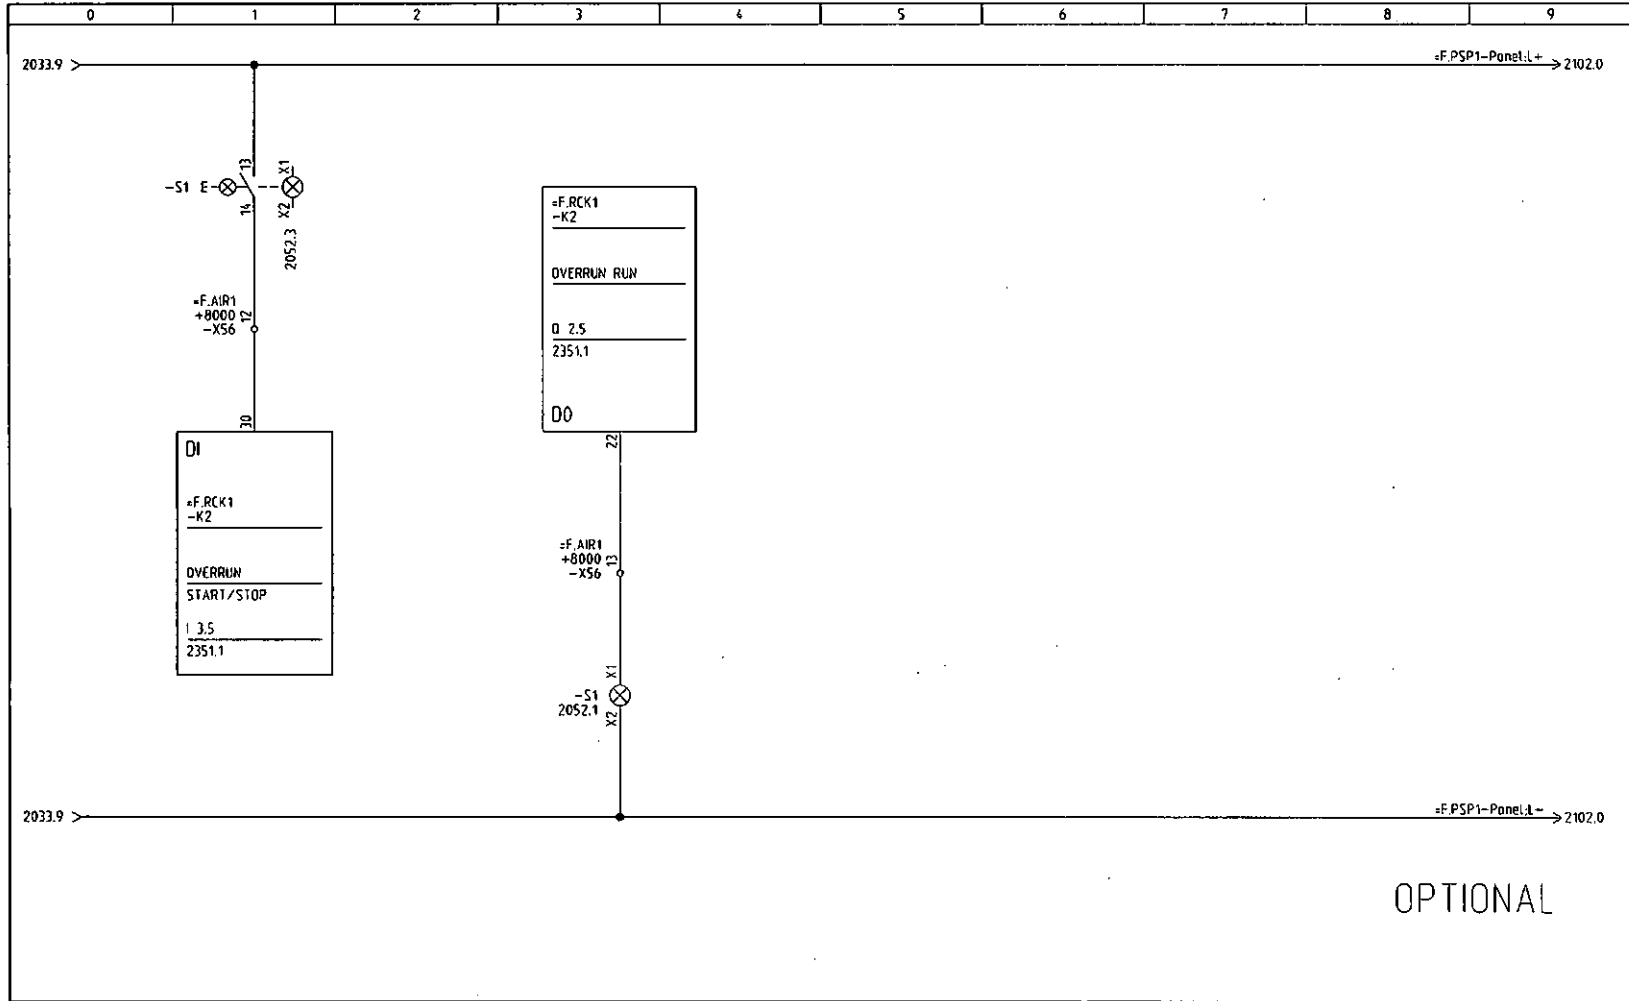 0 1 2 3 4 5 6 7 8 9
2033.9 =F.PSP1-Panel:L+ 2102.0
13 X1
-S1 E
14 X2
2052.3
=F.AIR1
+8000 12
-XS6
30
DI
=F.RCK1
-K2
OVERRUN
START/STOP
I 3.5
2351.1
=F.RCK1
-K2
OVERRUN RUN
Q 2.5
2351.1
DO
22
=F.AIR1
+8000 13
-XS6
X1
-S1
2052.1
X2
2033.9 =F.PSP1-Panel:L- 2102.0
OPTIONAL